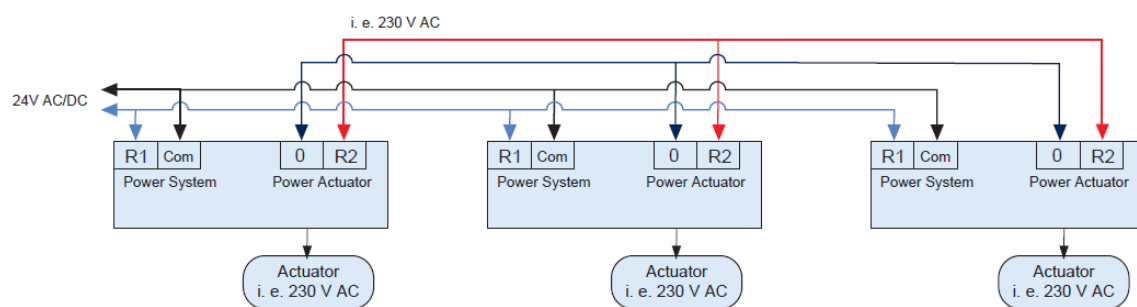 i. e. 230 V AC
24V AC/DC
R1 Com 0 R2
Power System Power Actuator
R1 Com 0 R2
Power System Power Actuator
R1 Com 0 R2
Power System Power Actuator
Actuator
i. e. 230 V AC
Actuator
i. e. 230 V AC
Actuator
i. e. 230 V AC